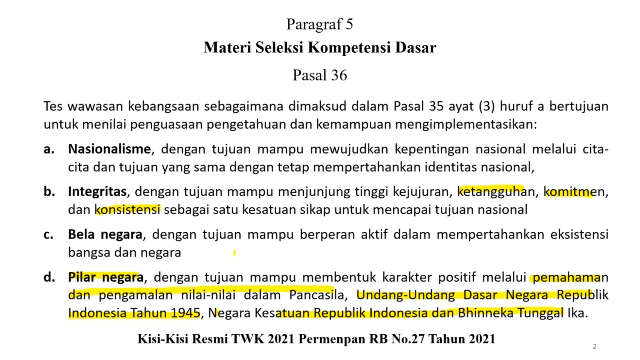 Paragraf 5
Materi Seleksi Kompetensi Dasar
Pasal 36
Tes wawasan kebangsaan sebagaimana dimaksud dalam Pasal 35 ayat (3) huruf a bertujuan
untuk menilai penguasaan pengetahuan dan kemampuan mengimplementasikan:
a. Nasionalisme, dengan tujuan mampu mewujudkan kepentingan nasional melalui cita-
cita dan tujuan yang sama dengan tetap mempertahankan identitas nasional,
b. Integritas, dengan tujuan mampu menjunjung tinggi kejujuran, ketangguhan, komitmen,
dan konsistensi sebagai satu kesatuan sikap untuk mencapai tujuan nasional
c. Bela negara, dengan tujuan mampu berperan aktif dalam mempertahankan eksistensi
bangsa dan negara
d. Pilar negara, dengan tujuan mampu membentuk karakter positif melalui pemahaman
dan pengamalan nilai-nilai dalam Pancasila, Undang-Undang Dasar Negara Republik
Indonesia Tahun 1945, Negara Kesatuan Republik Indonesia dan Bhinneka Tunggal Ika.
Kisi-Kisi Resmi TWK 2021 Permenpan RB No.27 Tahun 2021
2